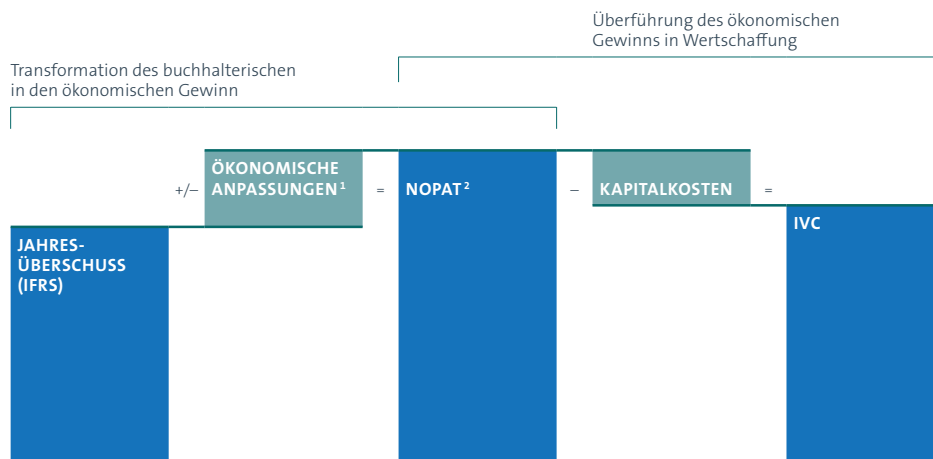 Überführung des ökonomischen
Gewinns in Wertschaffung
Transformation des buchhalterischen
in den ökonomischen Gewinn
+/–
ÖKONOMISCHE
ANPASSUNGEN¹
=
NOPAT²
–
KAPITALKOSTEN
=
IVC
JAHRES-
ÜBERSCHUSS
(IFRS)